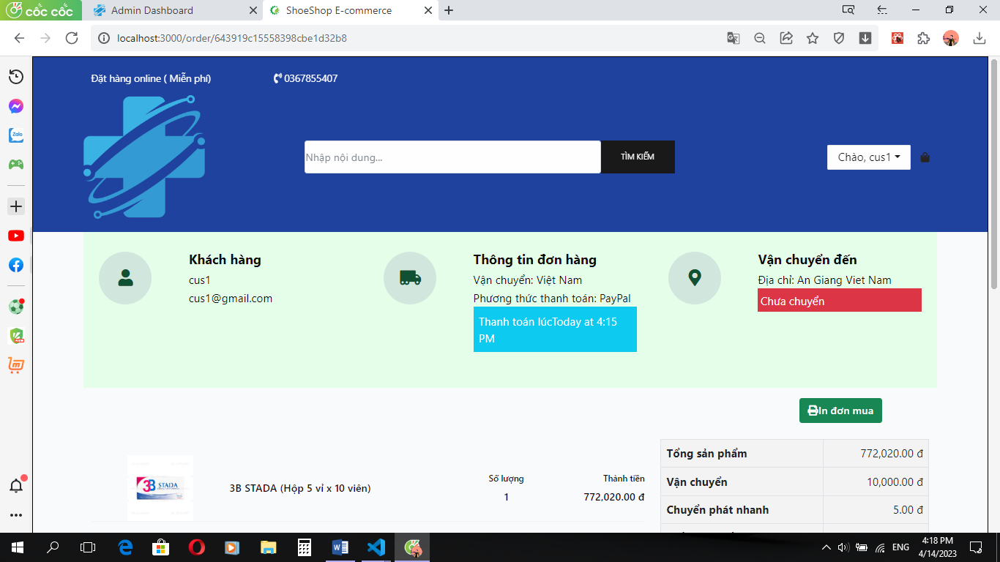 cốc cốc
Admin Dashboard
ShoeShop E-commerce
localhost:3000/order/643919c15558398cbe1d32b8
Đặt hàng online ( Miễn phí)
0367855407
Zalo
Nhập nội dung...
TÌM KIẾM
Chào, cus1
Khách hàng
cus1
cus1@gmail.com
Thông tin đơn hàng
Vận chuyển: Việt Nam
Phương thức thanh toán: PayPal
Thanh toán lúcToday at 4:15
PM
Vận chuyển đến
Địa chỉ: An Giang Viet Nam
Chưa chuyển
In đơn mua
3B STADA
3B STADA (Hộp 5 vỉ x 10 viên)
Số lượng
1
Thành tiền
772,020.00 đ
Tổng sản phẩm
772,020.00 đ
Vận chuyển
10,000.00 đ
Chuyển phát nhanh
5.00 đ
ENG
4:18 PM
4/14/2023